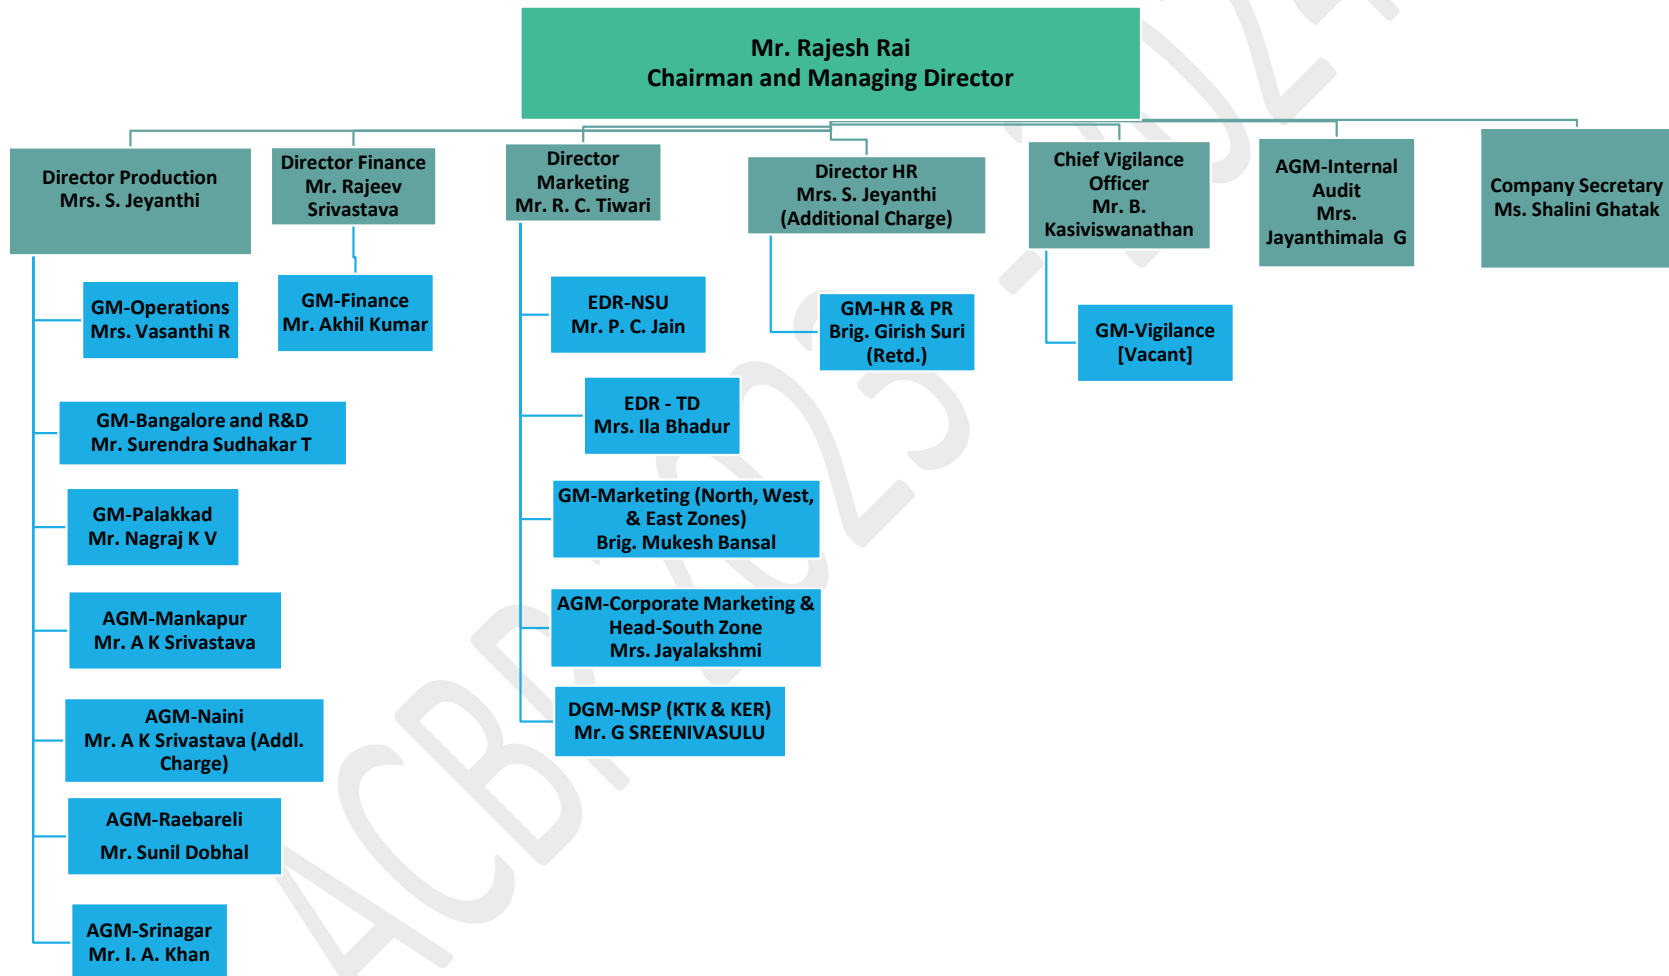 Mr. Rajesh Rai
Chairman and Managing Director
Director Production
Mrs. S. Jeyanthi
Director Finance
Mr. Rajeev
Srivastava
Director
Marketing
Mr. R. C. Tiwari
Director HR
Mrs. S. Jeyanthi
(Additional Charge)
Chief Vigilance
Officer
Mr. B.
Kasiviswanathan
AGM-Internal
Audit
Mrs.
Jayanthimala G
Company Secretary
Ms. Shalini Ghatak
GM-Operations
Mrs. Vasanthi R
GM-Bangalore and R&D
Mr. Surendra Sudhakar T
GM-Palakkad
Mr. Nagraj K V
AGM-Mankapur
Mr. A K Srivastava
AGM-Naini
Mr. A K Srivastava (Addl.
Charge)
AGM-Raebareli
Mr. Sunil Dobhal
AGM-Srinagar
Mr. I. A. Khan
GM-Finance
Mr. Akhil Kumar
EDR-NSU
Mr. P. C. Jain
EDR - TD
Mrs. Ila Bhadur
GM-Marketing (North, West,
& East Zones)
Brig. Mukesh Bansal
AGM-Corporate Marketing &
Head-South Zone
Mrs. Jayalakshmi
DGM-MSP (KTK & KER)
Mr. G SREENIVASULU
GM-HR & PR
Brig. Girish Suri
(Retd.)
GM-Vigilance
[Vacant]
ACBP 2023 - 2024